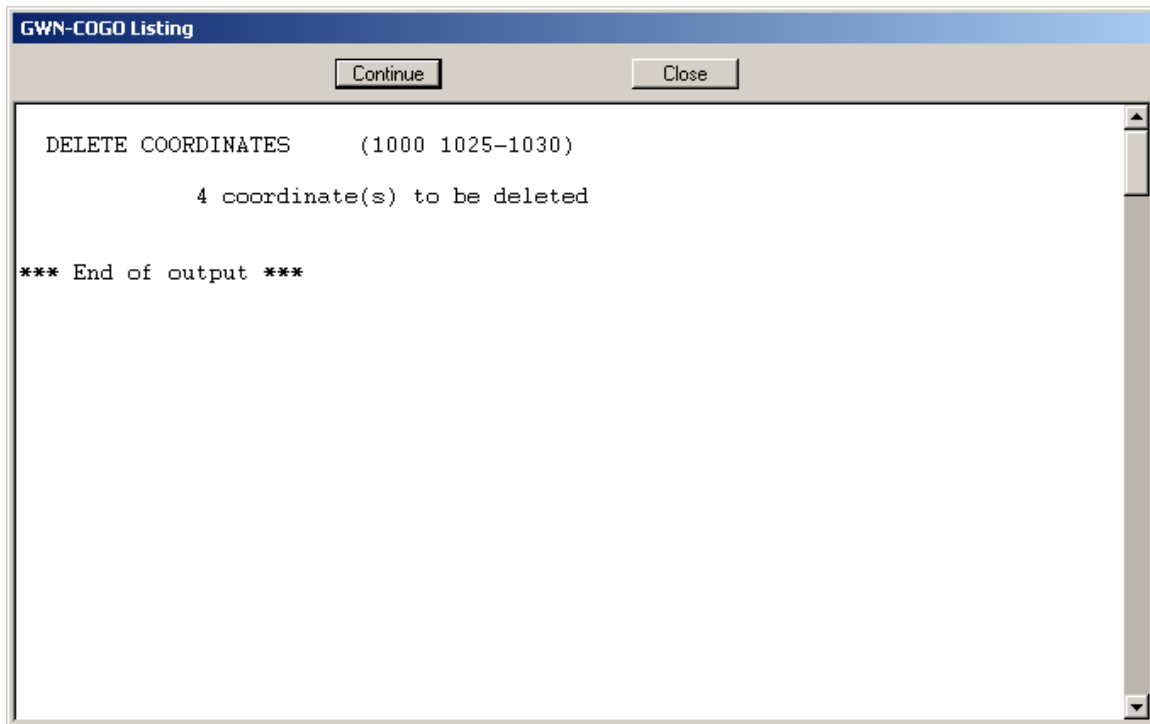 GWN-COGO Listing
Continue Close
DELETE COORDINATES (1000 1025-1030)
4 coordinate(s) to be deleted
*** End of output ***